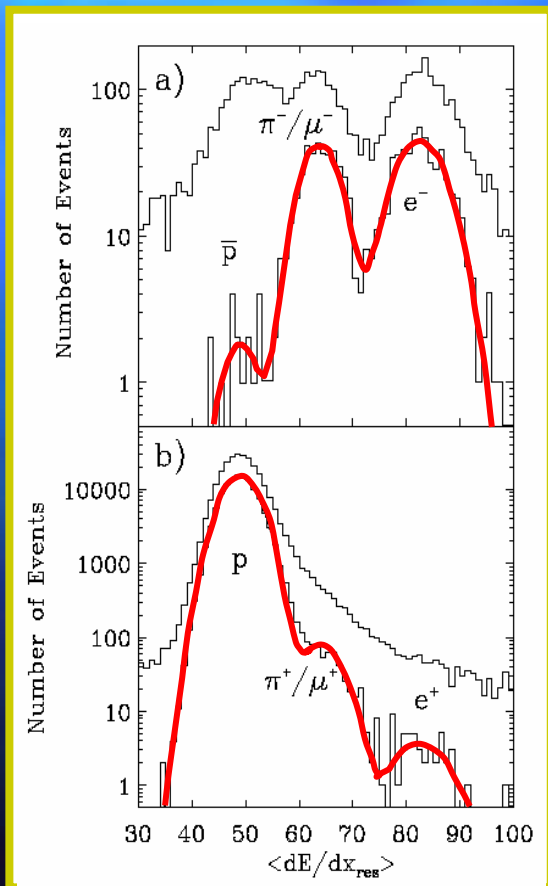 a)
100
π⁻/μ⁻
e⁻
10
p̄
1
Number of Events
b)
10000
1000
p
100
π⁺/μ⁺
e⁺
10
1
Number of Events
30 40 50 60 70 80 90 100
<dE/dx_res>